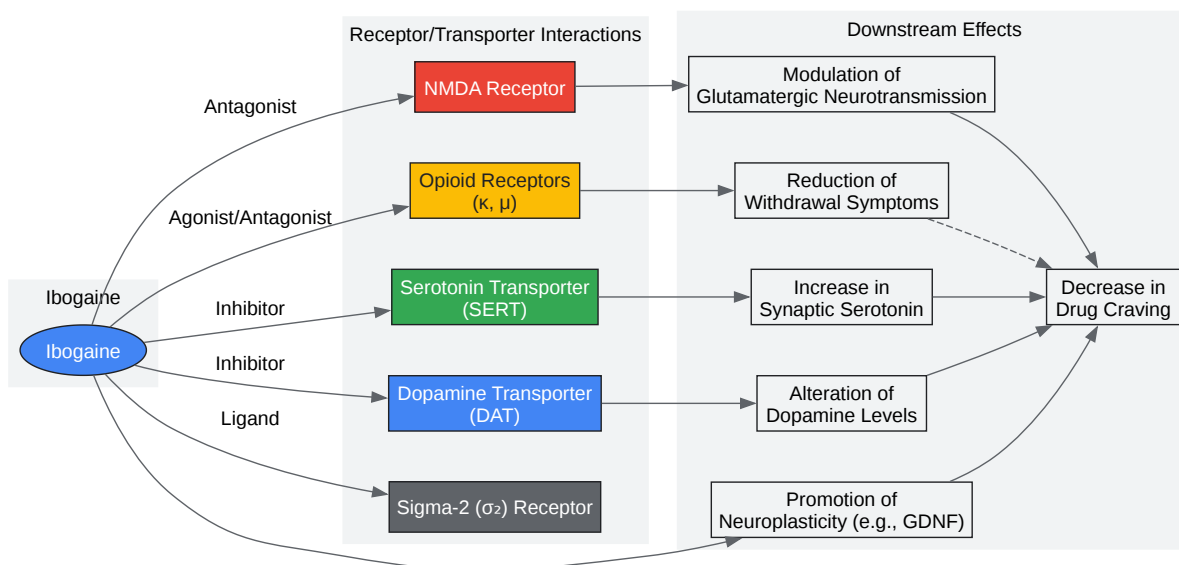 Receptor/Transporter Interactions
Downstream Effects
NMDA Receptor
Modulation of
Glutamatergic Neurotransmission
Antagonist
Opioid Receptors
(κ, μ)
Reduction of
Withdrawal Symptoms
Agonist/Antagonist
Ibogaine
Ibogaine
Inhibitor
Serotonin Transporter
(SERT)
Increase in
Synaptic Serotonin
Decrease in
Drug Craving
Inhibitor
Dopamine Transporter
(DAT)
Alteration of
Dopamine Levels
Ligand
Sigma-2 (σ₂) Receptor
Promotion of
Neuroplasticity (e.g., GDNF)